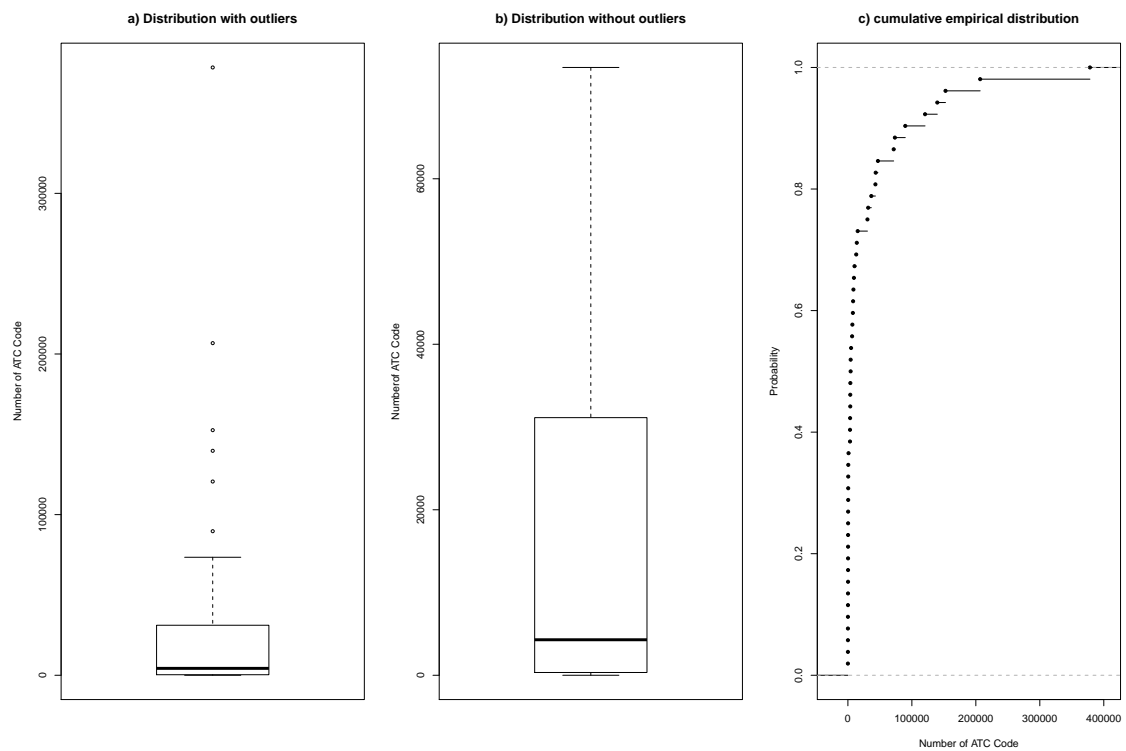 a) Distribution with outliers
Number of ATC Code
0
100000
200000
300000
b) Distribution without outliers
Numberof ATC Code
0
20000
40000
60000
c) cumulative empirical distribution
Probability
0.0
0.2
0.4
0.6
0.8
1.0
0
100000
200000
300000
400000
Number of ATC Code